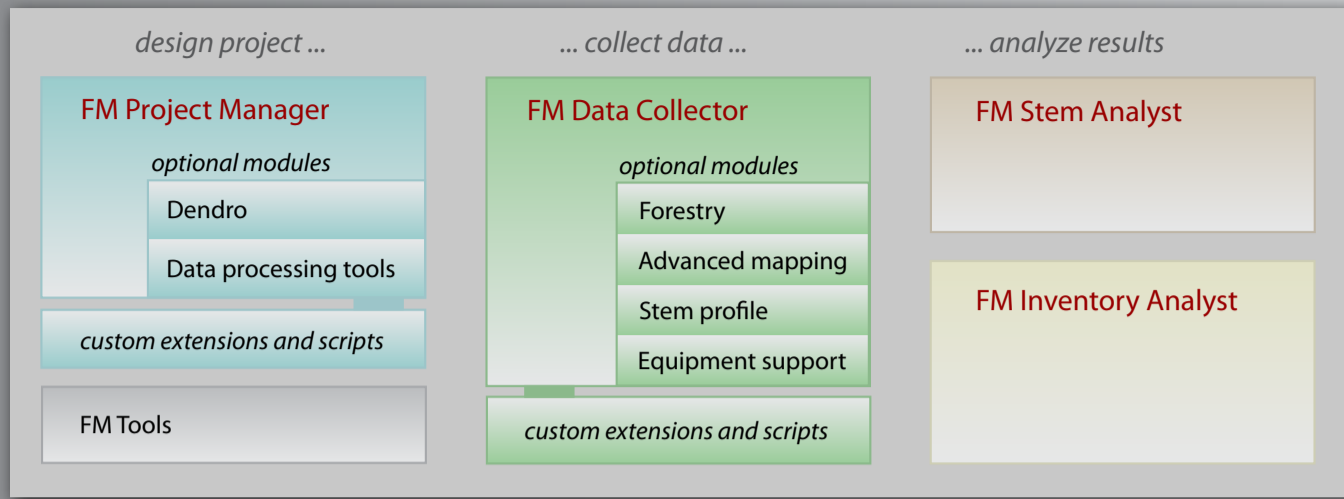 design project ...
FM Project Manager
optional modules
Dendro
Data processing tools
custom extensions and scripts
FM Tools
... collect data ...
FM Data Collector
optional modules
Forestry
Advanced mapping
Stem profile
Equipment support
custom extensions and scripts
... analyze results
FM Stem Analyst
FM Inventory Analyst